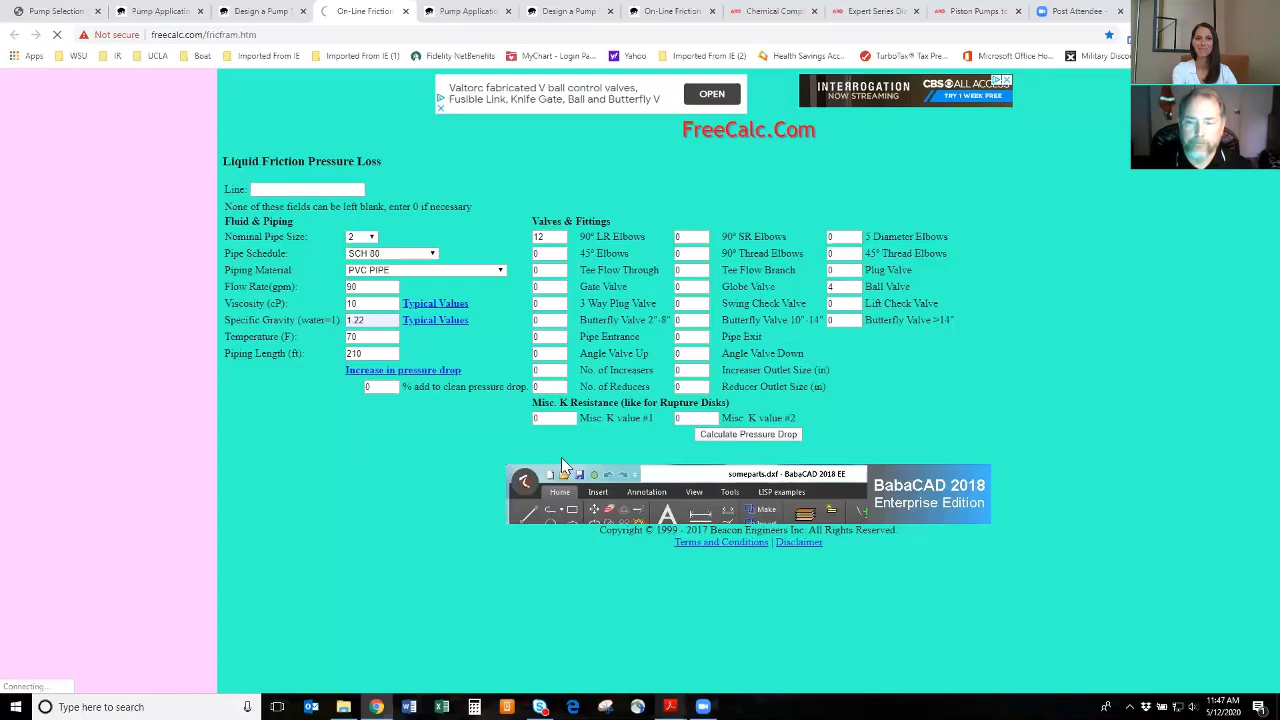 Pump Selection
Pump Application
Design a Pump
On-Line Friction
Pump Application
Design a Pump
On-Line Friction
Chemical Comp
Expert Series Di
Piston Pumps to
Post Attendee -
Not secure | freecalc.com/fricfram.htm
Apps
WSU
IR
UCLA
Boat
Imported From IE
Imported From IE (1)
Fidelity NetBenefits
MyChart - Login Pa...
Yahoo
Imported From IE (2)
Health Savings Acco...
TurboTax® Tax Pre...
Microsoft Office Ho...
Military Disco
Valtorc fabricated V ball control valves,
Fusible Link, Knife Gate, Ball and Butterfly V
OPEN
INTERROGATION
NOW STREAMING
CBS ALL ACCESS
TRY 1 WEEK FREE
FreeCalc.Com
Liquid Friction Pressure Loss
Line:
None of these fields can be left blank, enter 0 if necessary
Fluid & Piping
Valves & Fittings
Nominal Pipe Size: 2
12 90º LR Elbows 0 90º SR Elbows 0 5 Diameter Elbows
Pipe Schedule: SCH 80
0 45º Elbows 0 90º Thread Elbows 0 45º Thread Elbows
Piping Material PVC PIPE
0 Tee Flow Through 0 Tee Flow Branch 0 Plug Valve
Flow Rate(gpm): 90
0 Gate Valve 0 Globe Valve 4 Ball Valve
Viscosity (cP): 10 Typical Values
0 3 Way Plug Valve 0 Swing Check Valve 0 Lift Check Valve
Specific Gravity (water=1) 1.22 Typical Values
0 Butterfly Valve 2"-8" 0 Butterfly Valve 10"-14" 0 Butterfly Valve >14"
Temperature (F): 70
0 Pipe Entrance 0 Pipe Exit
Piping Length (ft): 210
0 Angle Valve Up 0 Angle Valve Down
Increase in pressure drop
0 No. of Increasers 0 Increaser Outlet Size (in)
0 % add to clean pressure drop.
0 No. of Reducers 0 Reducer Outlet Size (in)
Misc. K Resistance (like for Rupture Disks)
0 Misc. K value #1 0 Misc. K value #2
Calculate Pressure Drop
someparts.dxf - BabaCAD 2018 EE
Home Insert Annotation View Tools LISP examples
Make
BabaCAD 2018
Enterprise Edition
Copyright © 1999 - 2017 Beacon Engineers Inc. All Rights Reserved.
Terms and Conditions | Disclaimer
Connecting...
Type here to search
11:47 AM
5/12/2020